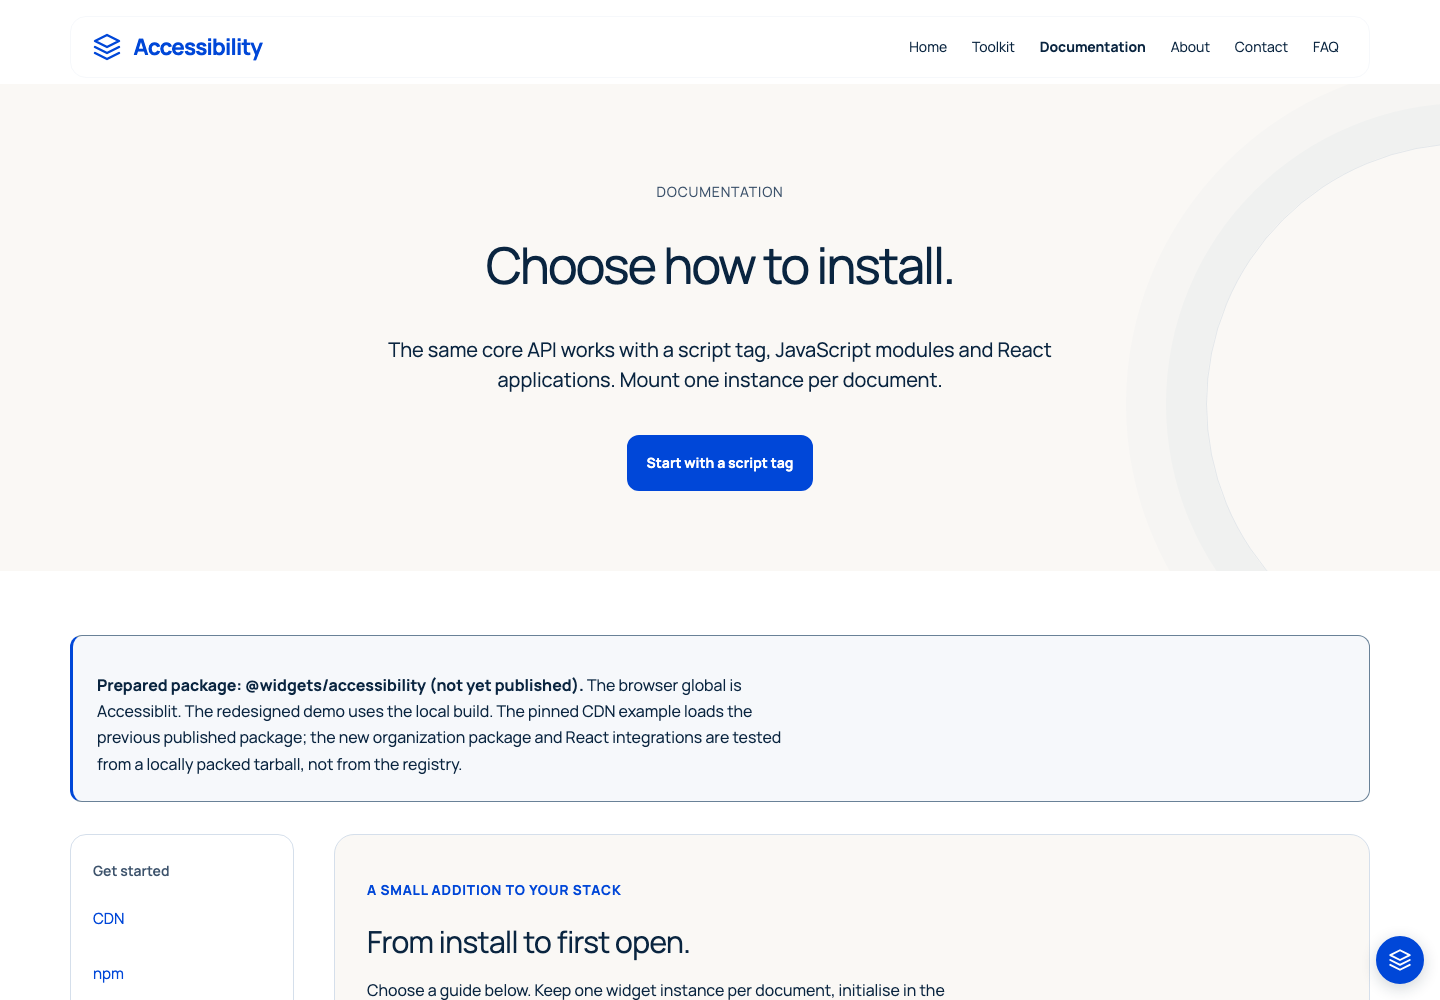 Accessibility
Home Toolkit Documentation About Contact FAQ
DOCUMENTATION
Choose how to install.
The same core API works with a script tag, JavaScript modules and React
applications. Mount one instance per document.
Start with a script tag
Prepared package: @widgets/accessibility (not yet published). The browser global is
Accessiblit. The redesigned demo uses the local build. The pinned CDN example loads the
previous published package; the new organization package and React integrations are tested
from a locally packed tarball, not from the registry.
Get started
CDN
npm
A SMALL ADDITION TO YOUR STACK
From install to first open.
Choose a guide below. Keep one widget instance per document, initialise in the